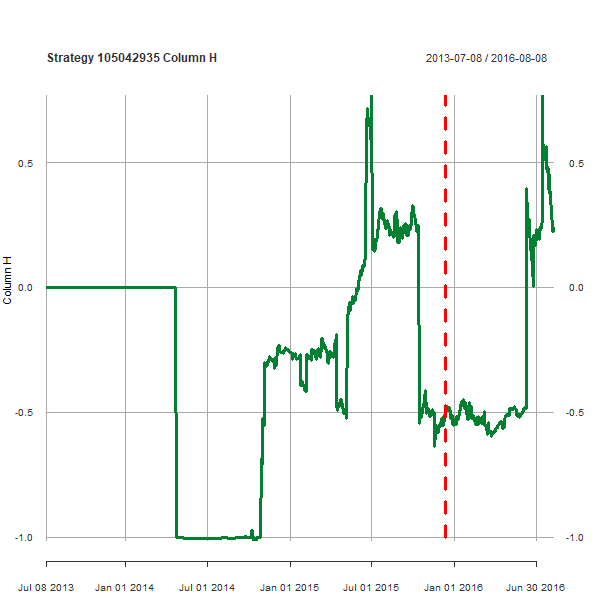 Strategy 105042935 Column H
2013-07-08 / 2016-08-08
Column H
0.5
0.5
0.0
0.0
-0.5
-0.5
-1.0
-1.0
Jul 08 2013
Jan 01 2014
Jul 01 2014
Jan 01 2015
Jul 01 2015
Jan 01 2016
Jun 30 2016